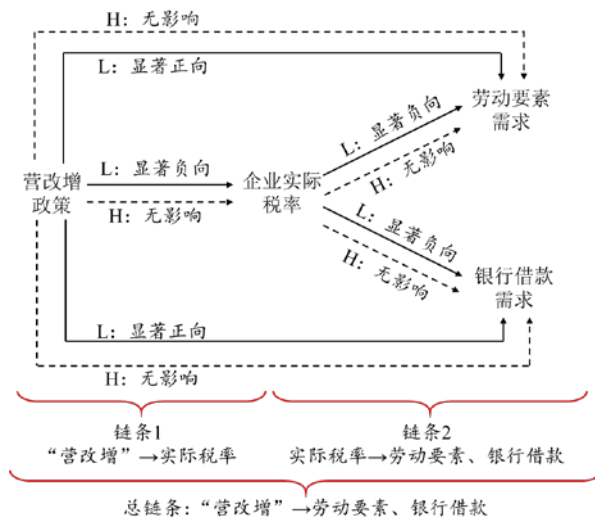 H：无影响
L：显著正向
劳动要素
需求
L：显著负向
H：无影响
L：显著负向
营改增
政策
企业实际
税率
H：无影响
L：显著负向
H：无影响
银行借款
需求
L：显著正向
H：无影响
链条1
链条2
“营改增”→实际税率
实际税率→劳动要素、银行借款
总链条：“营改增”→劳动要素、银行借款